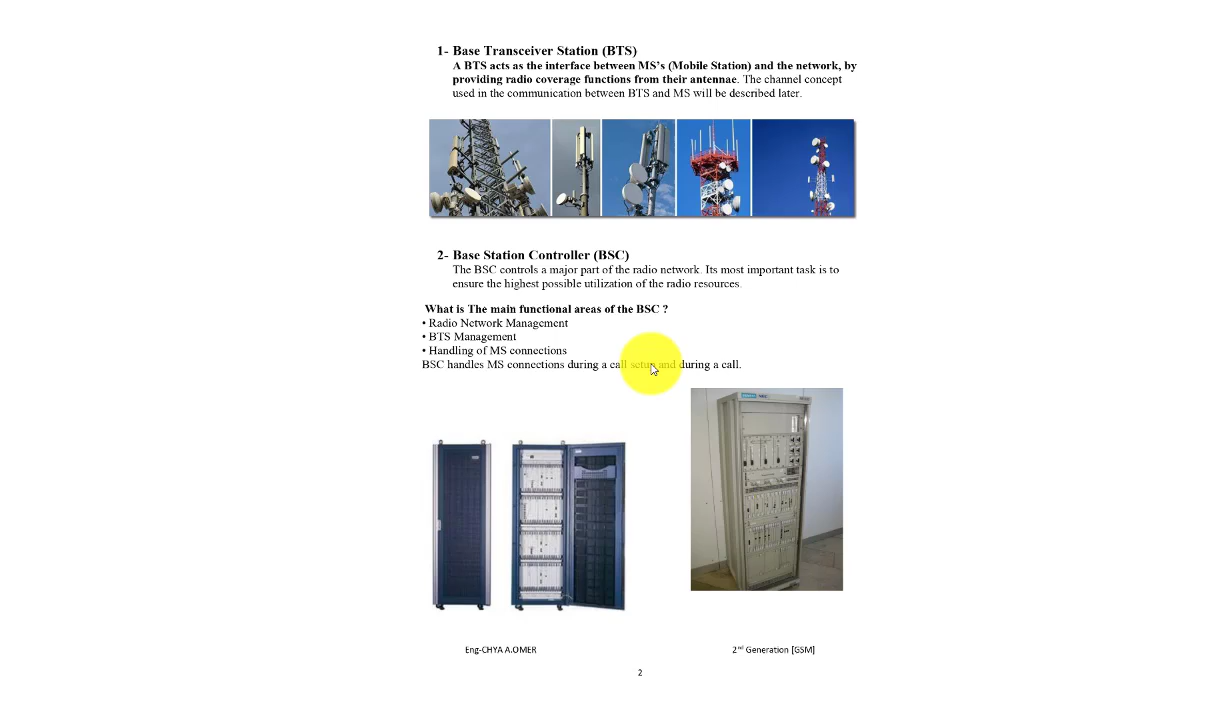 1- Base Transceiver Station (BTS)
A BTS acts as the interface between MS's (Mobile Station) and the network, by
providing radio coverage functions from their antennae. The channel concept
used in the communication between BTS and MS will be described later.
2- Base Station Controller (BSC)
The BSC controls a major part of the radio network. Its most important task is to
ensure the highest possible utilization of the radio resources.
What is The main functional areas of the BSC ?
• Radio Network Management
• BTS Management
• Handling of MS connections
BSC handles MS connections during a call setup and during a call.
Eng-CHYA A.OMER
2nd Generation [GSM]
2